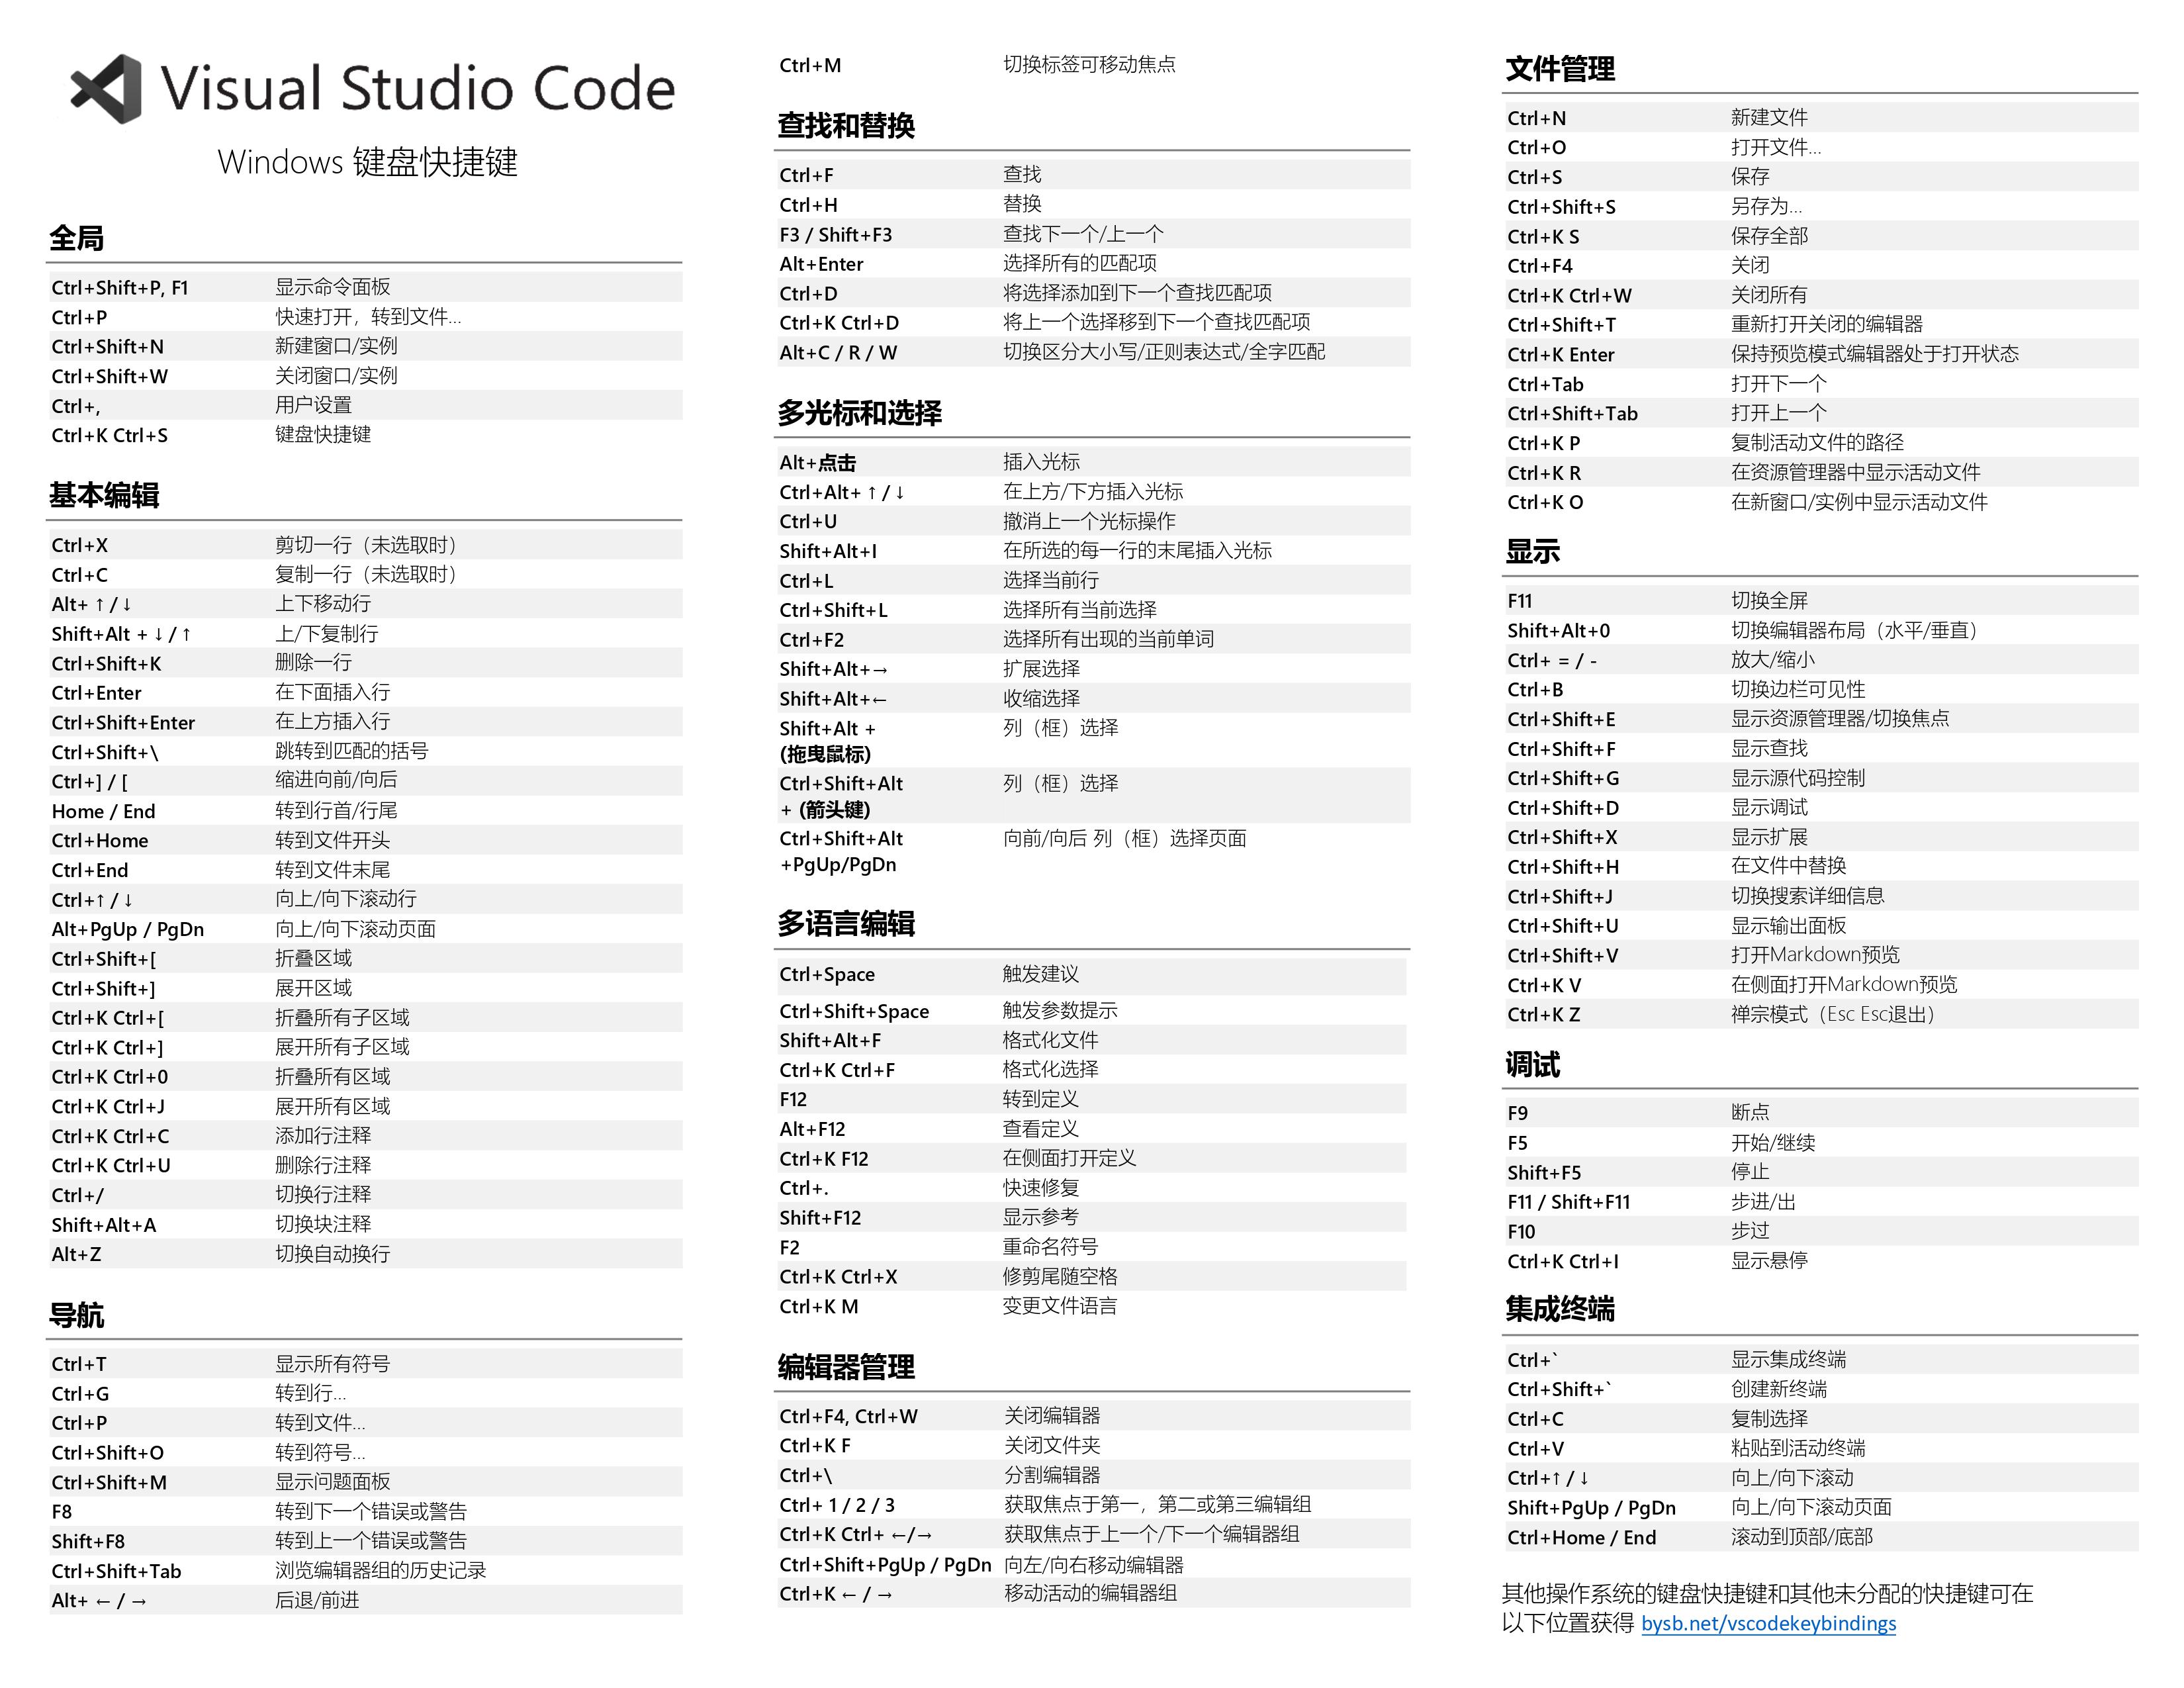 Visual Studio Code
Windows 键盘快捷键
全局
Ctrl+Shift+P, F1 显示命令面板
Ctrl+P 快速打开，转到文件...
Ctrl+Shift+N 新建窗口/实例
Ctrl+Shift+W 关闭窗口/实例
Ctrl+, 用户设置
Ctrl+K Ctrl+S 键盘快捷键
基本编辑
Ctrl+X 剪切一行（未选取时）
Ctrl+C 复制一行（未选取时）
Alt+ ↑ / ↓ 上下移动行
Shift+Alt + ↓ / ↑ 上/下复制行
Ctrl+Shift+K 删除一行
Ctrl+Enter 在下面插入行
Ctrl+Shift+Enter 在上方插入行
Ctrl+Shift+\ 跳转到匹配的括号
Ctrl+] / [ 缩进向前/向后
Home / End 转到行首/行尾
Ctrl+Home 转到文件开头
Ctrl+End 转到文件末尾
Ctrl+↑ / ↓ 向上/向下滚动行
Alt+PgUp / PgDn 向上/向下滚动页面
Ctrl+Shift+[ 折叠区域
Ctrl+Shift+] 展开区域
Ctrl+K Ctrl+[ 折叠所有子区域
Ctrl+K Ctrl+] 展开所有子区域
Ctrl+K Ctrl+0 折叠所有区域
Ctrl+K Ctrl+J 展开所有区域
Ctrl+K Ctrl+C 添加行注释
Ctrl+K Ctrl+U 删除行注释
Ctrl+/ 切换行注释
Shift+Alt+A 切换块注释
Alt+Z 切换自动换行
导航
Ctrl+T 显示所有符号
Ctrl+G 转到行...
Ctrl+P 转到文件...
Ctrl+Shift+O 转到符号...
Ctrl+Shift+M 显示问题面板
F8 转到下一个错误或警告
Shift+F8 转到上一个错误或警告
Ctrl+Shift+Tab 浏览编辑器组的历史记录
Alt+ ← / → 后退/前进
Ctrl+M 切换标签可移动焦点
查找和替换
Ctrl+F 查找
Ctrl+H 替换
F3 / Shift+F3 查找下一个/上一个
Alt+Enter 选择所有的匹配项
Ctrl+D 将选择添加到下一个查找匹配项
Ctrl+K Ctrl+D 将上一个选择移到下一个查找匹配项
Alt+C / R / W 切换区分大小写/正则表达式/全字匹配
多光标和选择
Alt+点击 插入光标
Ctrl+Alt+ ↑ / ↓ 在上方/下方插入光标
Ctrl+U 撤消上一个光标操作
Shift+Alt+I 在所选的每一行的末尾插入光标
Ctrl+L 选择当前行
Ctrl+Shift+L 选择所有当前选择
Ctrl+F2 选择所有出现的当前单词
Shift+Alt+→ 扩展选择
Shift+Alt+← 收缩选择
Shift+Alt + 列（框）选择
(拖曳鼠标)
Ctrl+Shift+Alt 列（框）选择
+ (箭头键)
Ctrl+Shift+Alt 向前/向后 列（框）选择页面
+PgUp/PgDn
多语言编辑
Ctrl+Space 触发建议
Ctrl+Shift+Space 触发参数提示
Shift+Alt+F 格式化文件
Ctrl+K Ctrl+F 格式化选择
F12 转到定义
Alt+F12 查看定义
Ctrl+K F12 在侧面打开定义
Ctrl+. 快速修复
Shift+F12 显示参考
F2 重命名符号
Ctrl+K Ctrl+X 修剪尾随空格
Ctrl+K M 变更文件语言
编辑器管理
Ctrl+F4, Ctrl+W 关闭编辑器
Ctrl+K F 关闭文件夹
Ctrl+\ 分割编辑器
Ctrl+ 1 / 2 / 3 获取焦点于第一，第二或第三编辑组
Ctrl+K Ctrl+ ←/→ 获取焦点于上一个/下一个编辑器组
Ctrl+Shift+PgUp / PgDn 向左/向右移动编辑器
Ctrl+K ← / → 移动活动的编辑器组
文件管理
Ctrl+N 新建文件
Ctrl+O 打开文件...
Ctrl+S 保存
Ctrl+Shift+S 另存为...
Ctrl+K S 保存全部
Ctrl+F4 关闭
Ctrl+K Ctrl+W 关闭所有
Ctrl+Shift+T 重新打开关闭的编辑器
Ctrl+K Enter 保持预览模式编辑器处于打开状态
Ctrl+Tab 打开下一个
Ctrl+Shift+Tab 打开上一个
Ctrl+K P 复制活动文件的路径
Ctrl+K R 在资源管理器中显示活动文件
Ctrl+K O 在新窗口/实例中显示活动文件
显示
F11 切换全屏
Shift+Alt+0 切换编辑器布局（水平/垂直）
Ctrl+ = / - 放大/缩小
Ctrl+B 切换边栏可见性
Ctrl+Shift+E 显示资源管理器/切换焦点
Ctrl+Shift+F 显示查找
Ctrl+Shift+G 显示源代码控制
Ctrl+Shift+D 显示调试
Ctrl+Shift+X 显示扩展
Ctrl+Shift+H 在文件中替换
Ctrl+Shift+J 切换搜索详细信息
Ctrl+Shift+U 显示输出面板
Ctrl+Shift+V 打开Markdown预览
Ctrl+K V 在侧面打开Markdown预览
Ctrl+K Z 禅宗模式（Esc Esc退出）
调试
F9 断点
F5 开始/继续
Shift+F5 停止
F11 / Shift+F11 步进/出
F10 步过
Ctrl+K Ctrl+I 显示悬停
集成终端
Ctrl+` 显示集成终端
Ctrl+Shift+` 创建新终端
Ctrl+C 复制选择
Ctrl+V 粘贴到活动终端
Ctrl+↑ / ↓ 向上/向下滚动
Shift+PgUp / PgDn 向上/向下滚动页面
Ctrl+Home / End 滚动到顶部/底部
其他操作系统的键盘快捷键和其他未分配的快捷键可在
以下位置获得 bysb.net/vscodekeybindings